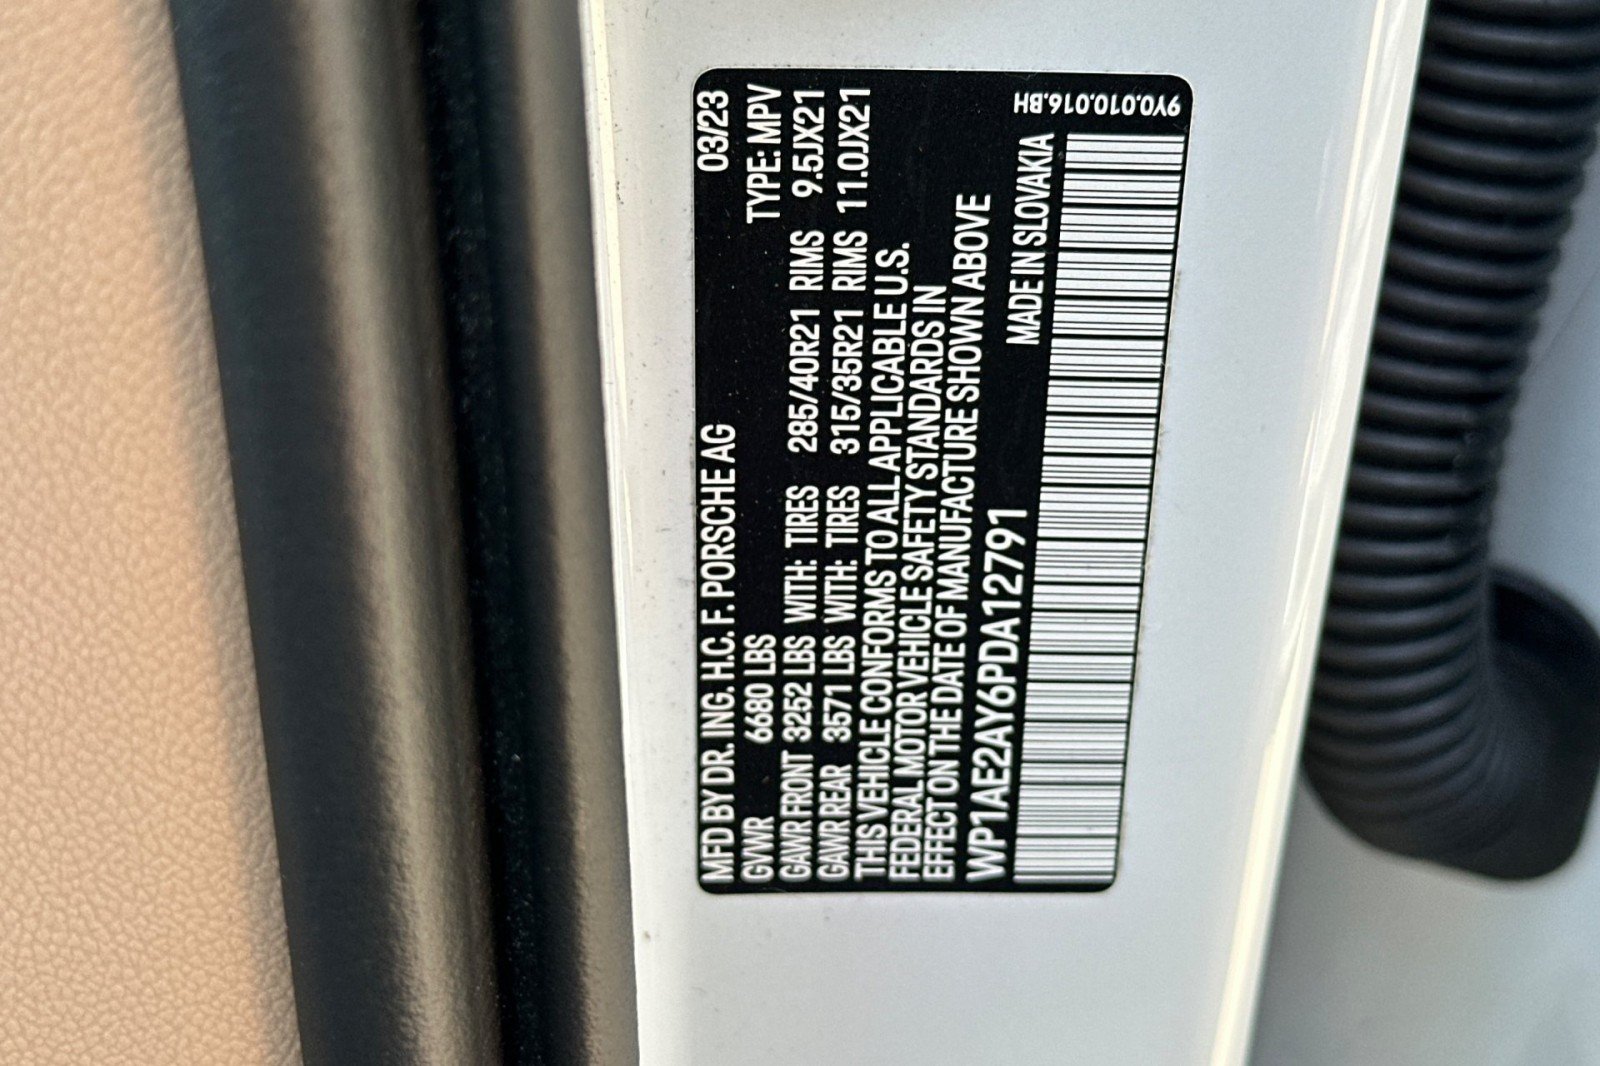 MFD BY DR. ING. H.C. F. PORSCHE AG 03/23
GVWR 6680 LBS TYPE: MPV
GAWR FRONT 3252 LBS WITH: TIRES 285/40R21 RIMS 9.5JX21
GAWR REAR 3571 LBS WITH: TIRES 315/35R21 RIMS 11.0JX21
THIS VEHICLE CONFORMS TO ALL APPLICABLE U.S.
FEDERAL MOTOR VEHICLE SAFETY STANDARDS IN
EFFECT ON THE DATE OF MANUFACTURE SHOWN ABOVE
WP1AE2AY6PDA12791 MADE IN SLOVAKIA
9Y0.010.016.BH